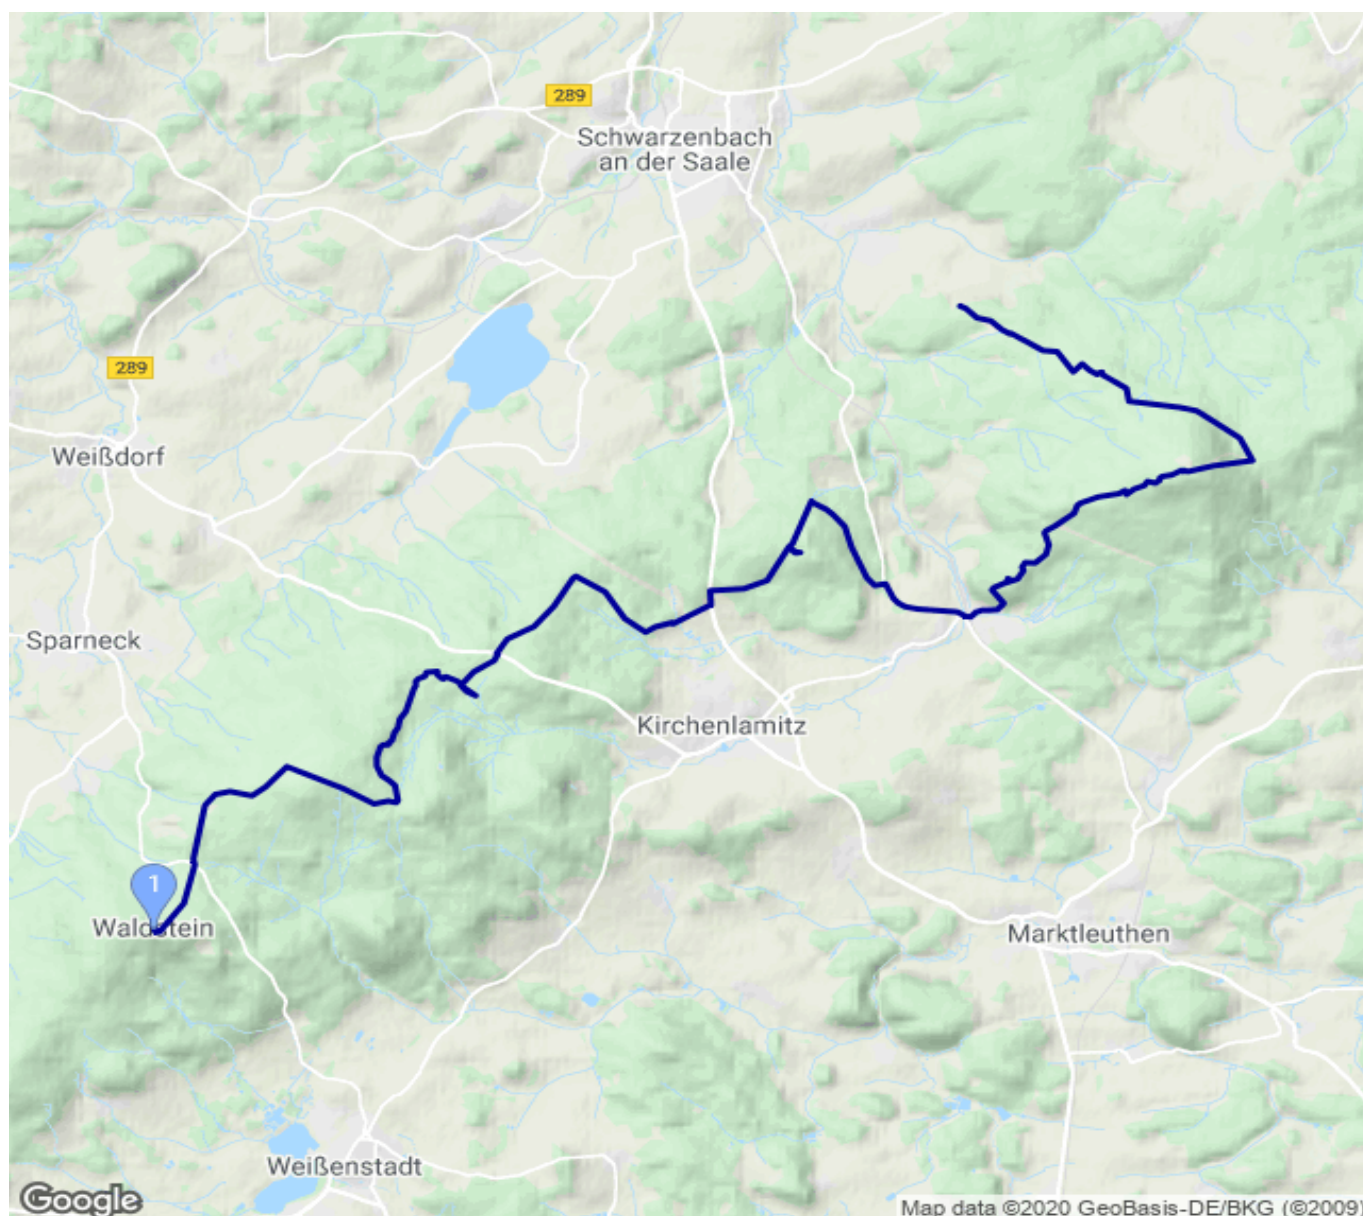 289
Schwarzenbach
an der Saale
289
Weißdorf
Sparneck
Kirchenlamitz
1
Waldstein
Marktleuthen
Weißenstadt
Google
Map data ©2020 GeoBasis-DE/BKG (©2009)